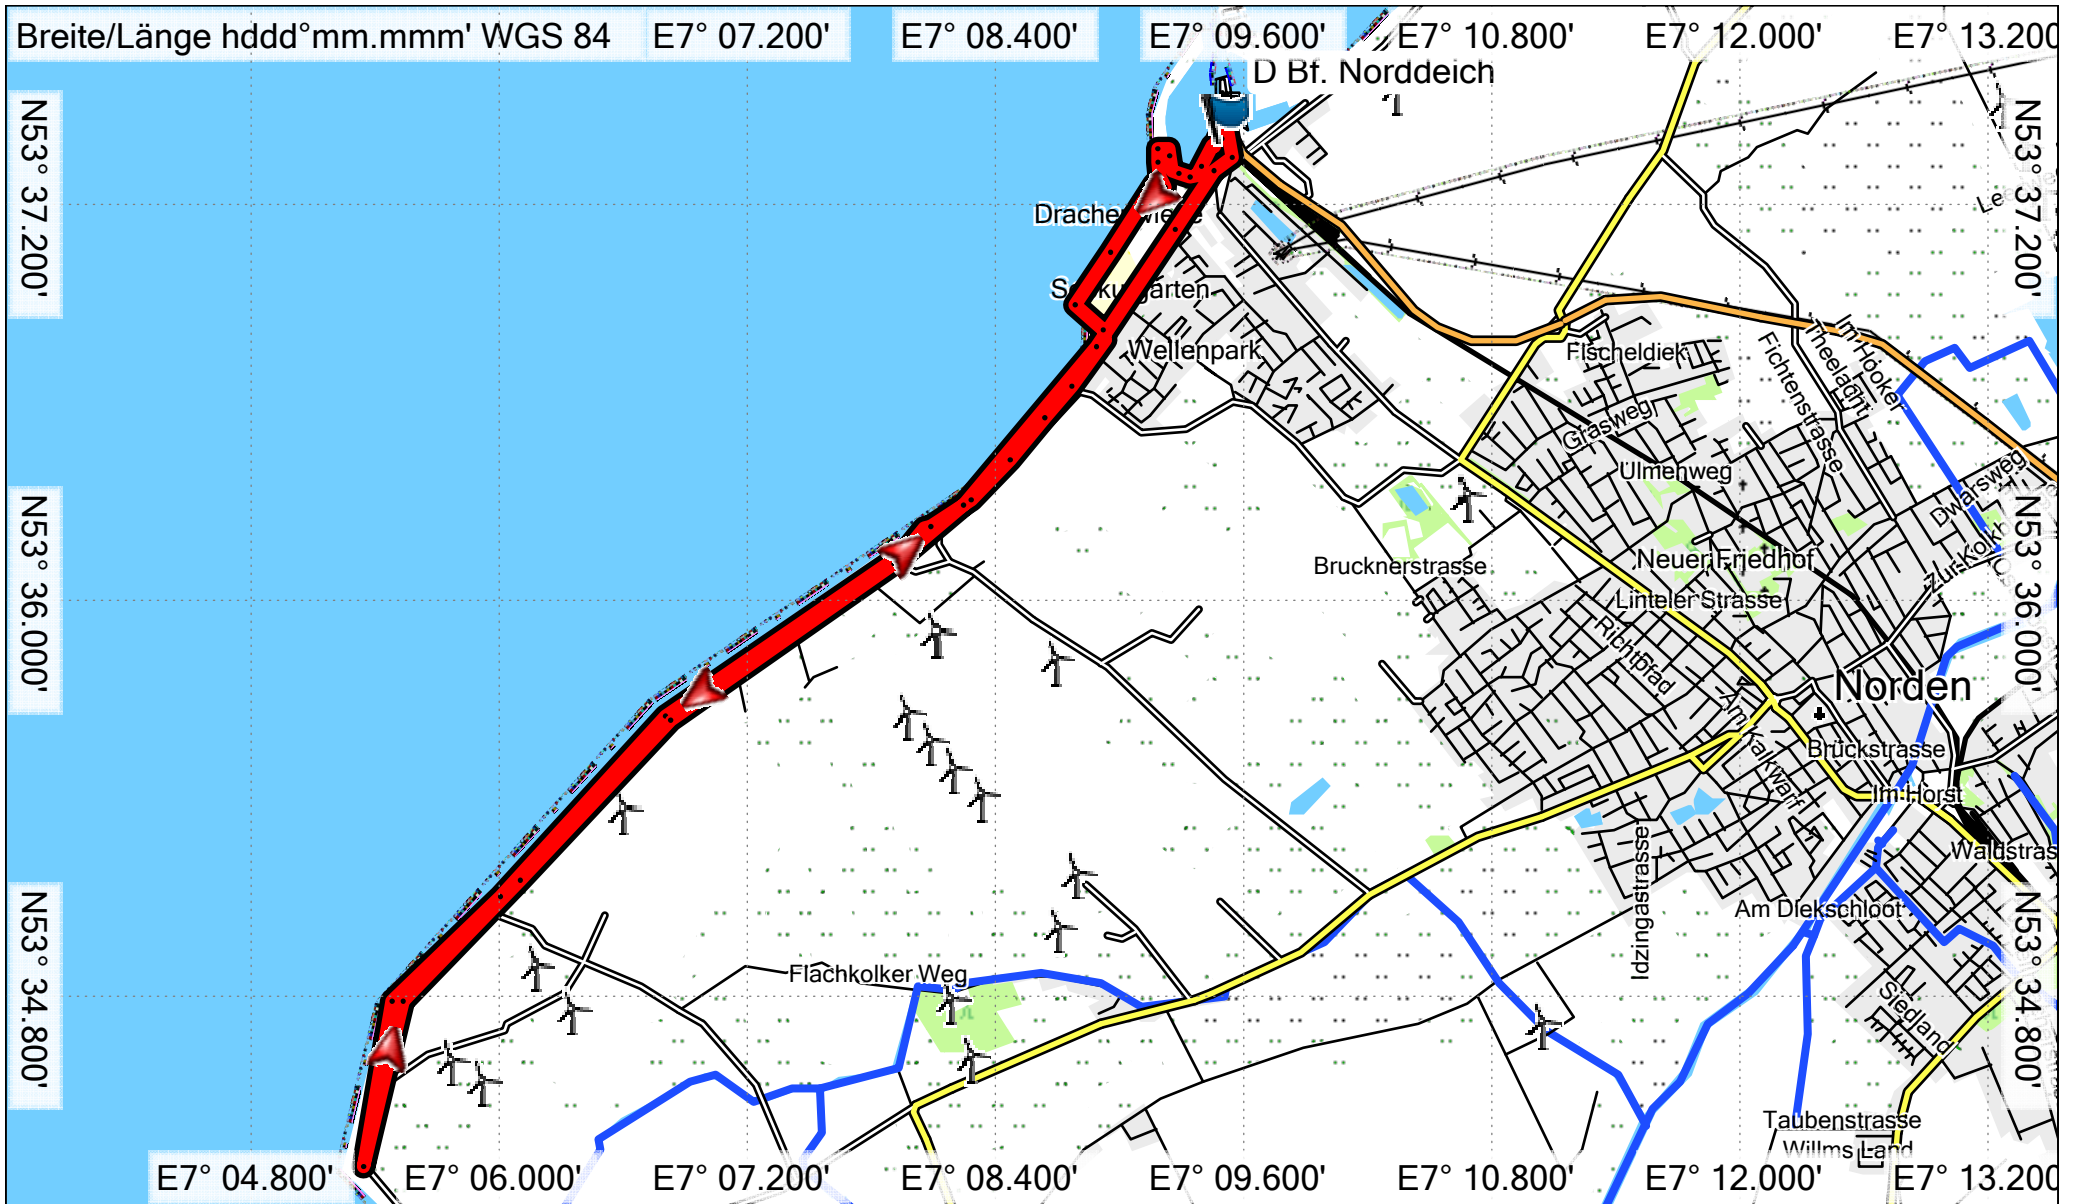 Breite/Länge hddd°mm.mmm' WGS 84
E7° 07.200'
E7° 08.400'
E7° 09.600'
E7° 10.800'
E7° 12.000'
E7° 13.200
D Bf. Norddeich
N53° 37.200'
N53° 37.200'
Seekurgärten
Wellenpark
Fischeldiek
Fichtenstrasse
Theelacht
Im Hooker
Grasweg
Ulmenweg
Dwarsweg
Zur Kolkb
N53° 36.000'
N53° 36.000'
Brucknerstrasse
Neuer Friedhof
Linteler Strasse
Richtpfad
Norden
Am Kalkwarf
Brückstrasse
Im Horst
Waldstras
Idzingastrasse
Am Diekschloot
N53° 34.800'
N53° 34.800'
Flachkolker Weg
Siedland
Taubenstrasse
Willms Land
E7° 04.800'
E7° 06.000'
E7° 07.200'
E7° 08.400'
E7° 09.600'
E7° 10.800'
E7° 12.000'
E7° 13.200